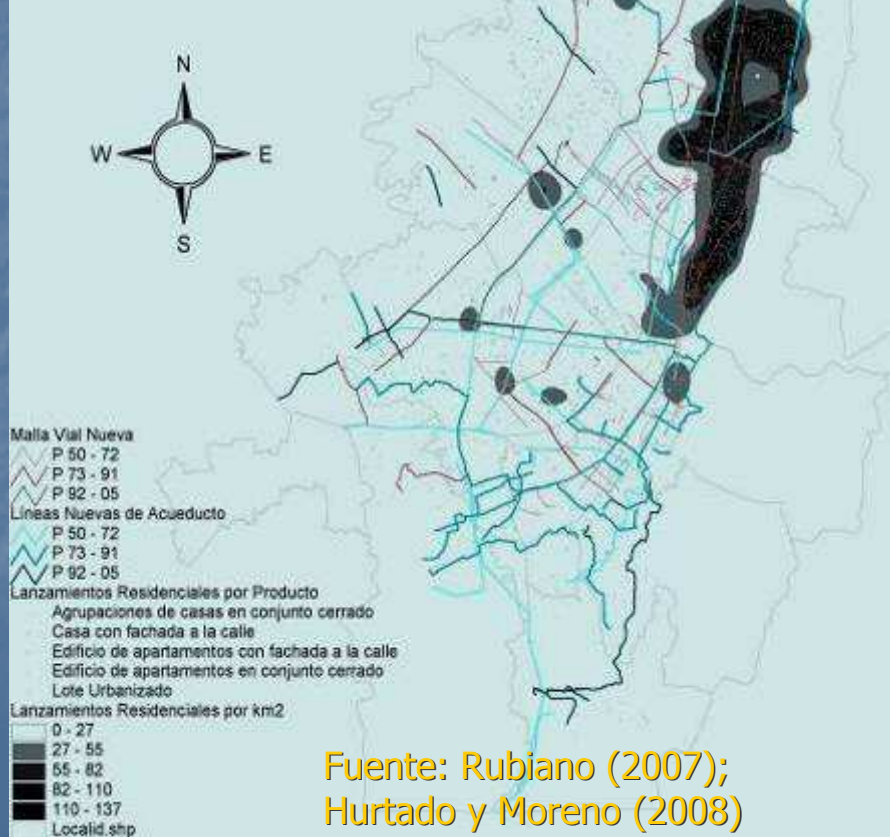 N
W E
S
Malla Vial Nueva
P 50 - 72
P 73 - 91
P 92 - 05
Lineas Nuevas de Acueducto
P 50 - 72
P 73 - 91
P 92 - 05
Lanzamientos Residenciales por Producto
Agrupaciones de casas en conjunto cerrado
Casa con fachada a la calle
Edificio de apartamentos con fachada a la calle
Edificio de apartamentos en conjunto cerrado
Lote Urbanizado
Lanzamientos Residenciales por km2
0 - 27
27 - 55
55 - 82
82 - 110
110 - 137
Localid.shp
Fuente: Rubiano (2007);
Hurtado y Moreno (2008)